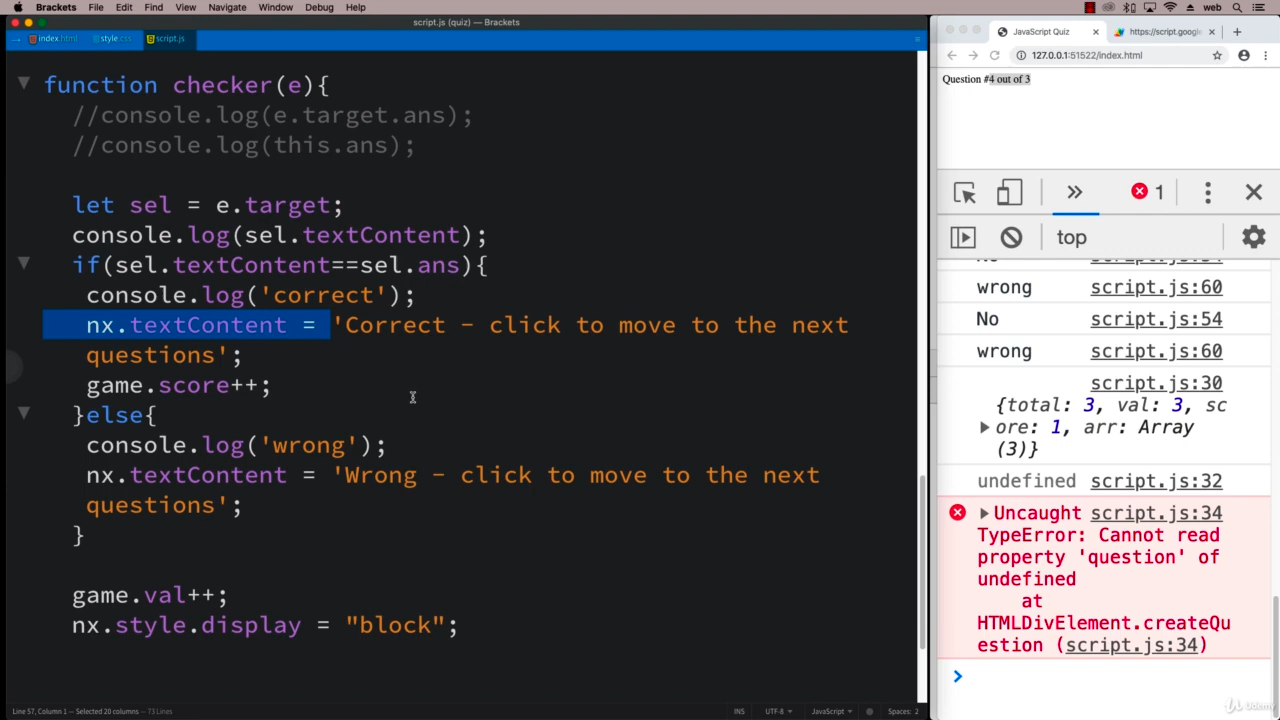 Brackets File Edit Find View Navigate Window Debug Help
web
script.js (quiz) — Brackets
index.html style.css script.js
function checker(e){
//console.log(e.target.ans);
//console.log(this.ans);
let sel = e.target;
console.log(sel.textContent);
if(sel.textContent==sel.ans){
console.log('correct');
nx.textContent = 'Correct - click to move to the next
questions';
game.score++;
}else{
console.log('wrong');
nx.textContent = 'Wrong - click to move to the next
questions';
}
game.val++;
nx.style.display = "block";
Line 57, Column 1 — Selected 20 columns — 73 Lines
INS UTF-8 JavaScript Spaces: 2
JavaScript Quiz × https://script.google × +
127.0.0.1:51522/index.html
Question #4 out of 3
» 1
top
wrong script.js:60
No script.js:54
wrong script.js:60
script.js:30
{total: 3, val: 3, sc
ore: 1, arr: Array
(3)}
undefined script.js:32
Uncaught script.js:34
TypeError: Cannot read
property 'question' of
undefined
at
HTMLDivElement.createQu
estion (script.js:34)
Udemy